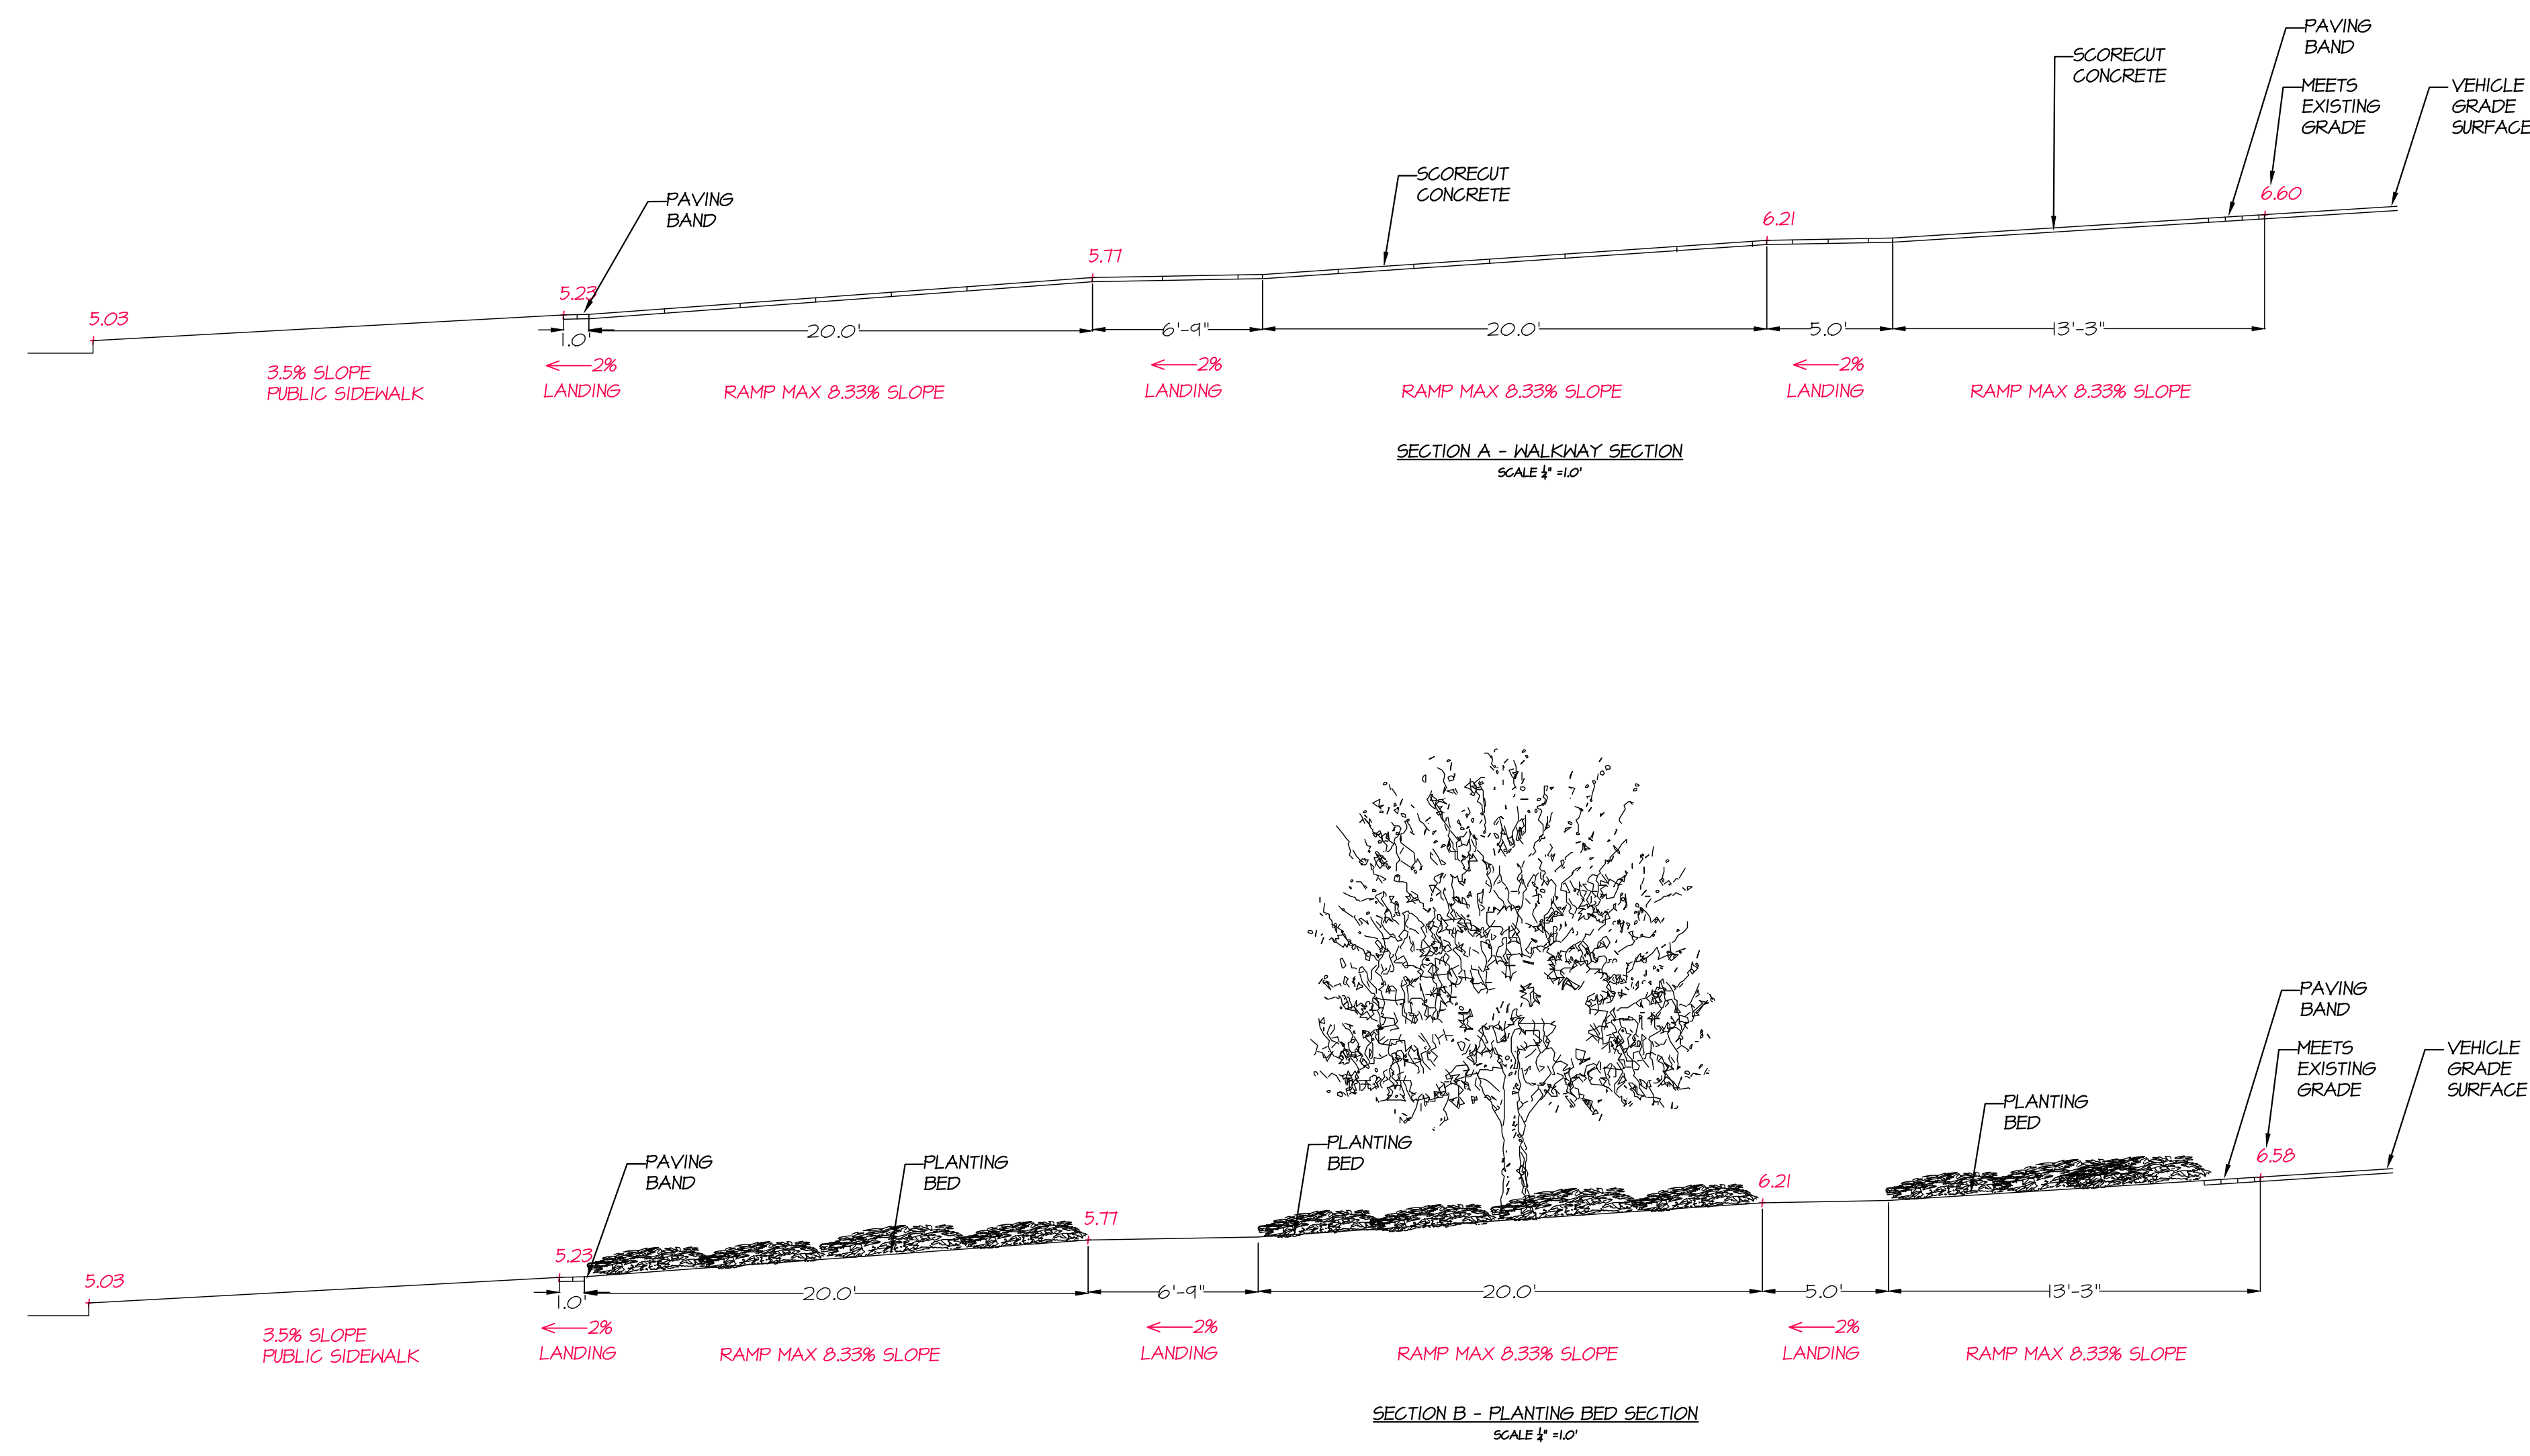 PAVING
BAND
SCORECUT
CONCRETE
MEETS
EXISTING
GRADE
VEHICLE
GRADE
SURFACE
SCORECUT
CONCRETE
PAVING
BAND
6.60
6.21
5.77
5.23
5.03
1.0'
20.0'
6'-9"
20.0'
5.0'
13'-3"
3.5% SLOPE
PUBLIC SIDEWALK
2%
LANDING
RAMP MAX 8.33% SLOPE
2%
LANDING
RAMP MAX 8.33% SLOPE
2%
LANDING
RAMP MAX 8.33% SLOPE
SECTION A - WALKWAY SECTION
SCALE ¼" =1.0'
PAVING
BAND
MEETS
EXISTING
GRADE
VEHICLE
GRADE
SURFACE
PLANTING
BED
PLANTING
BED
PLANTING
BED
PAVING
BAND
6.58
6.21
5.77
5.23
5.03
1.0'
20.0'
6'-9"
20.0'
5.0'
13'-3"
3.5% SLOPE
PUBLIC SIDEWALK
2%
LANDING
RAMP MAX 8.33% SLOPE
2%
LANDING
RAMP MAX 8.33% SLOPE
2%
LANDING
RAMP MAX 8.33% SLOPE
SECTION B - PLANTING BED SECTION
SCALE ¼" =1.0'